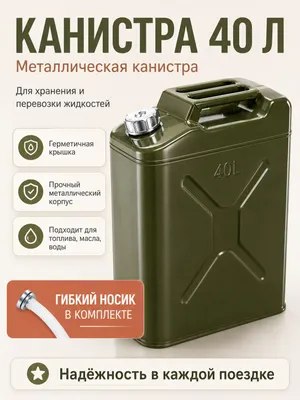 КАНИСТРА 40 Л
Металлическая канистра
Для хранения и
перевозки жидкостей
Герметичная
крышка
Прочный
металлический
корпус
Подходит для
топлива, масла,
воды
40L
ГИБКИЙ НОСИК
В КОМПЛЕКТЕ
Надёжность в каждой поездке